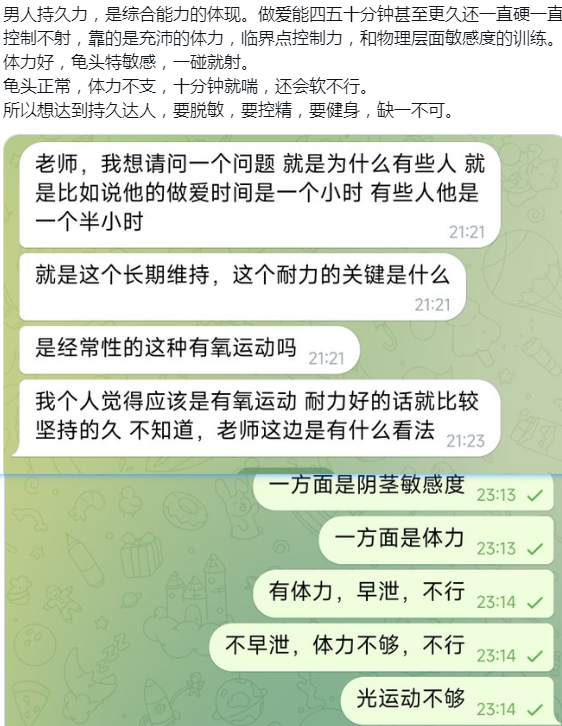 男人持久力，是综合能力的体现。做爱能四五十分钟甚至更久还一直硬一直
控制不射，靠的是充沛的体力，临界点控制力，和物理层面敏感度的训练。
体力好，龟头特敏感，一碰就射。
龟头正常，体力不支，十分钟就喘，还会软不行。
所以想达到持久达人，要脱敏，要控精，要健身，缺一不可。
老师，我想请问一个问题 就是为什么有些人 就
是比如说他的做爱时间是一个小时 有些人他是
一个半小时
21:21
就是这个长期维持，这个耐力的关键是什么
21:21
是经常性的这种有氧运动吗 21:21
我个人觉得应该是有氧运动 耐力好的话就比较
坚持的久 不知道，老师这边是有什么看法 21:23
一方面是阴茎敏感度 23:13
一方面是体力 23:13
有体力，早泄，不行 23:14
不早泄，体力不够，不行 23:14
光运动不够 23:14